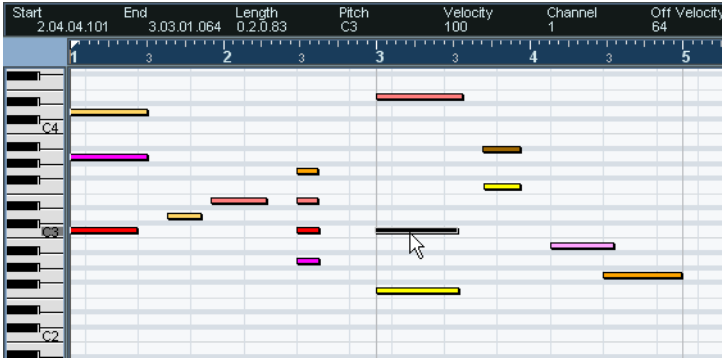 Start End Length Pitch Velocity Channel Off Velocity
2.04.04.101 3.03.01.064 0.2.0.83 C3 100 1 64
1 3 2 3 3 3 4 3 5
C4
C3
C2